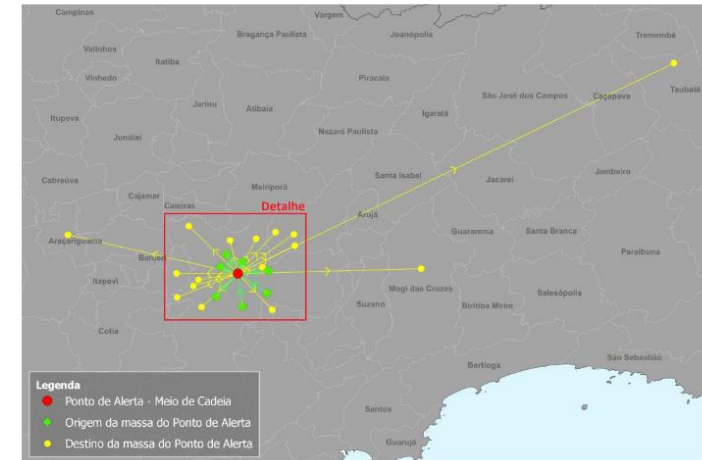 Campinas
Vargem
Bragança Paulista
Joanópolis
Tremembé
Valinhos
Itatiba
Vinhedo
Piracaia
Taubaté
Jarinu
Atibaia
São José dos Campos
Caçapava
Itupeva
Igaratá
Jundiaí
Nazaré Paulista
Cabreúva
Santa Isabel
Jacareí
Jambeiro
Mairiporã
Cajamar
Caieiras
Detalhe
Arujá
Guararema
Santa Branca
Araçariguama
Barueri
Paraibuna
Itapevi
Mogi das Cruzes
Suzano
Biritiba Mirim
Salesópolis
Cotia
Bertioga
São Sebastião
Legenda
Ponto de Alerta - Meio de Cadeia
Origem da massa do Ponto de Alerta
Destino da massa do Ponto de Alerta
Santos
Guarujá